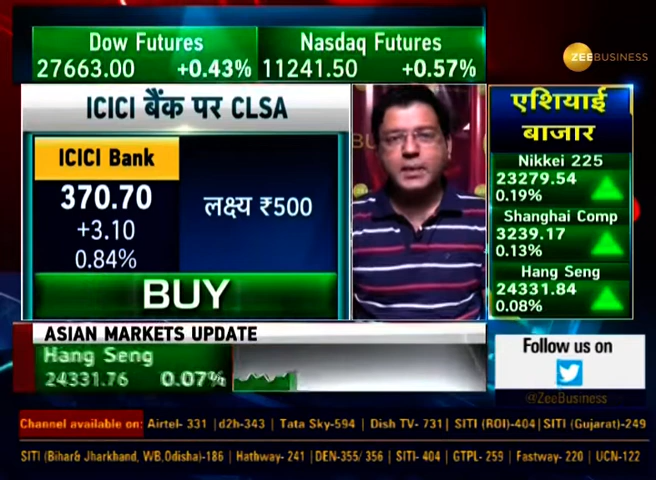 Dow Futures
27663.00 +0.43%
Nasdaq Futures
11241.50 +0.57%
ZEE BUSINESS
ICICI बैंक पर CLSA
ICICI Bank
370.70
+3.10
0.84%
लक्ष्य ₹500
BUY
एशियाई
बाजार
Nikkei 225
23279.54
0.19%
Shanghai Comp
3239.17
0.13%
Hang Seng
24331.84
0.08%
ASIAN MARKETS UPDATE
Hang Seng
24331.76 0.07%
Follow us on
@ZeeBusiness
Channel available on: Airtel- 331 | d2h-343 | Tata Sky-594 | Dish TV- 731 | SITI (ROI)-404 | SITI (Gujarat)-249
SITI (Bihar& Jharkhand, WB,Odisha)-186 | Hathway- 241 |DEN-355/ 356 | SITI- 404 | GTPL- 259 | Fastway- 220 | UCN-122